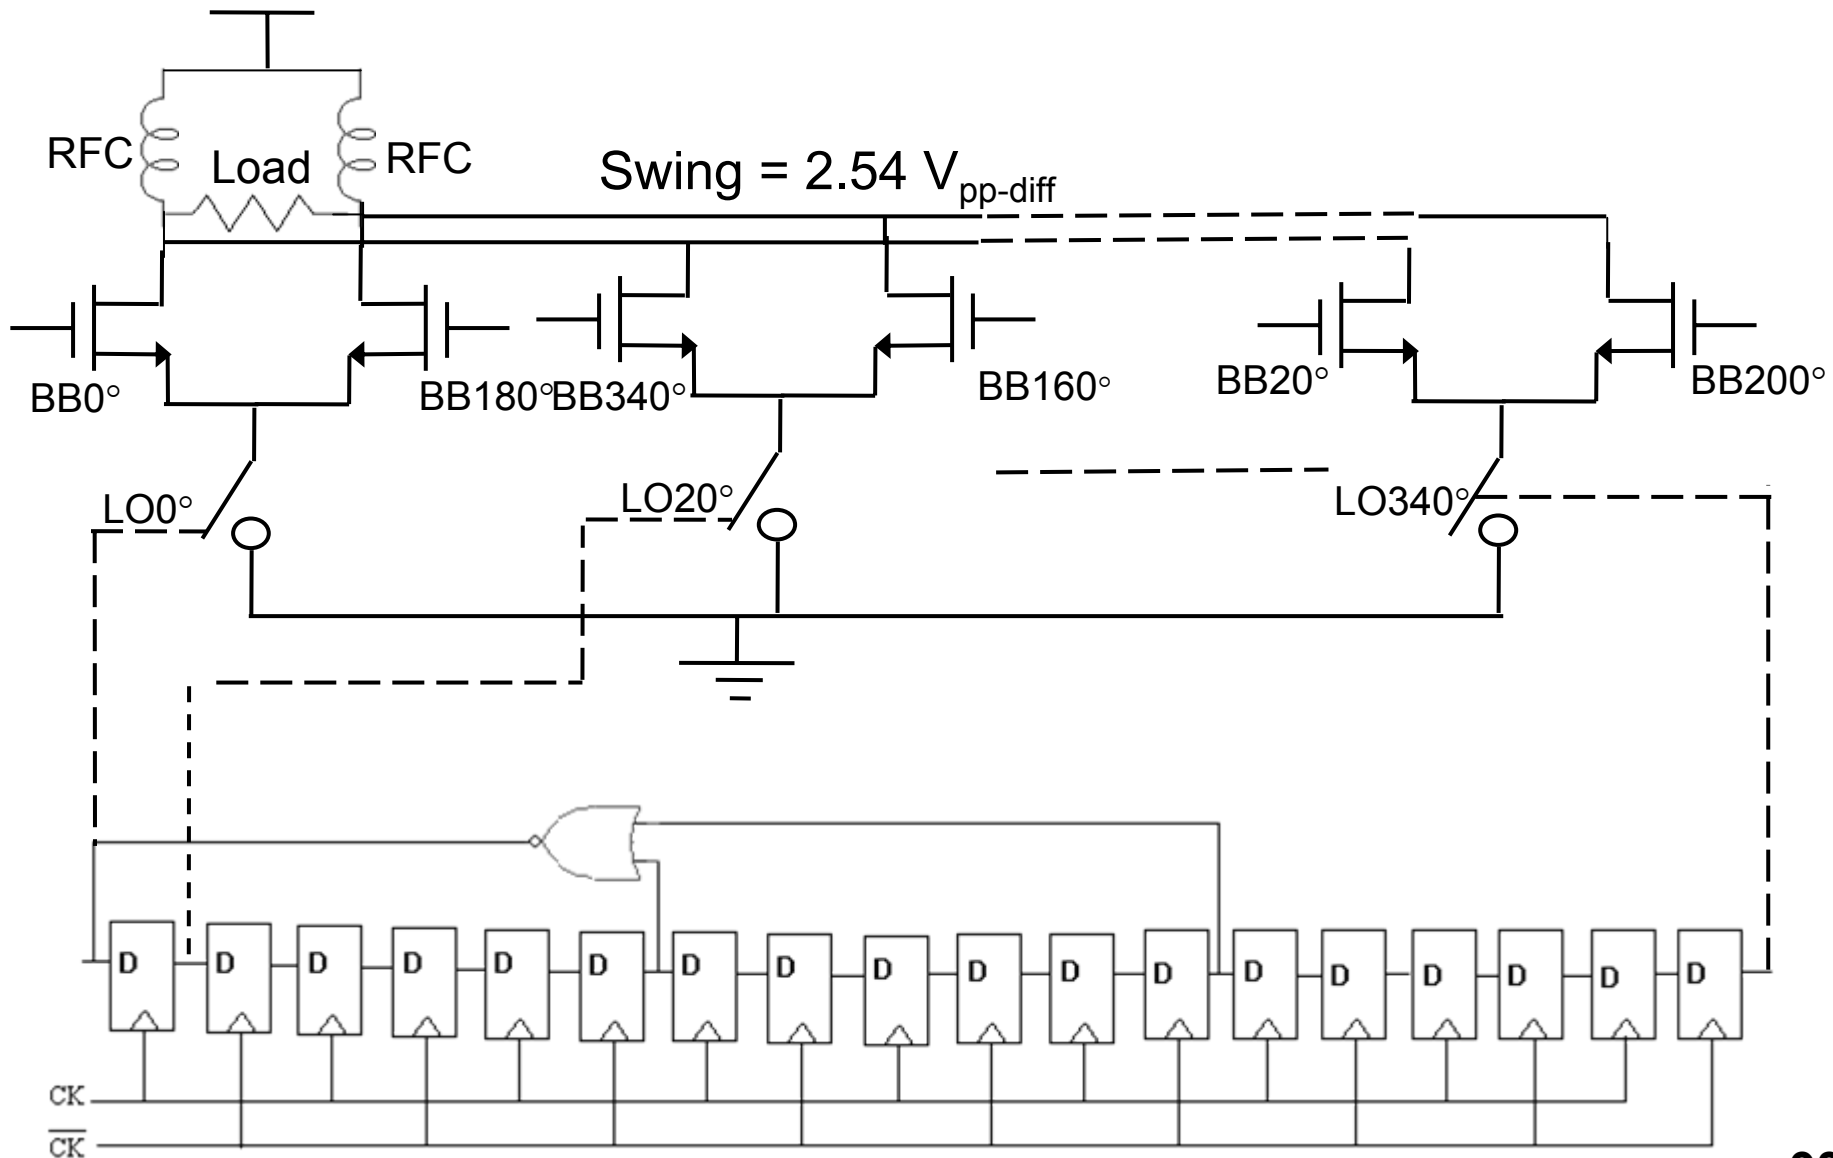 RFC
Load
RFC
Swing = 2.54 Vpp-diff
BB0°
BB180°
BB340°
BB160°
BB20°
BB200°
LO0°
LO20°
LO340°
D D D D D D D D D D D D D D D D D D
CK
CK